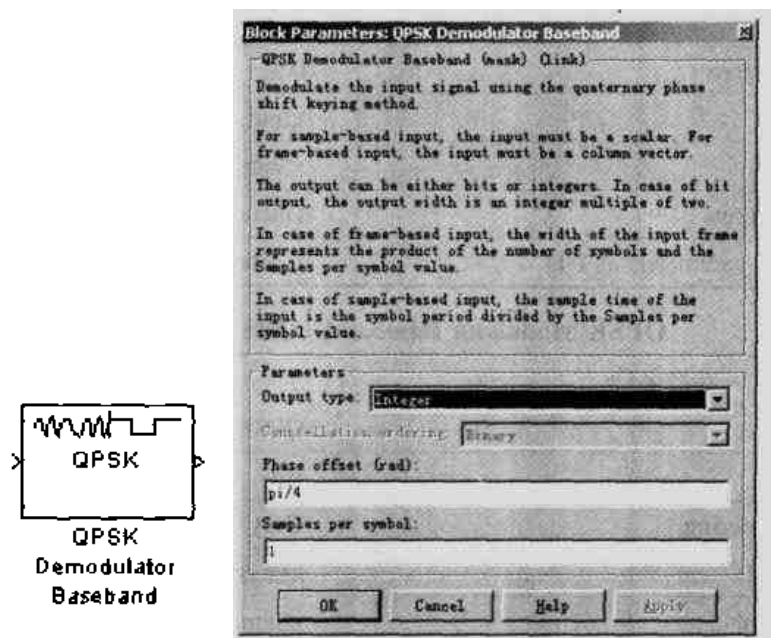 QPSK
QPSK
Demodulator
Baseband
Block Parameters: QPSK Demodulator Baseband
QPSK Demodulator Baseband (mask) (link)
Demodulate the input signal using the quaternary phase
shift keying method.
For sample-based input, the input must be a scalar. For
frame-based input, the input must be a column vector.
The output can be either bits or integers. In case of bit
output, the output width is an integer multiple of two.
In case of frame-based input, the width of the input frame
represents the product of the number of symbols and the
Samples per symbol value.
In case of sample-based input, the sample time of the
input is the symbol period divided by the Samples per
symbol value.
Parameters
Output type: Integer
Constellation ordering: Binary
Phase offset (rad):
pi/4
Samples per symbol:
1
OK Cancel Help Apply